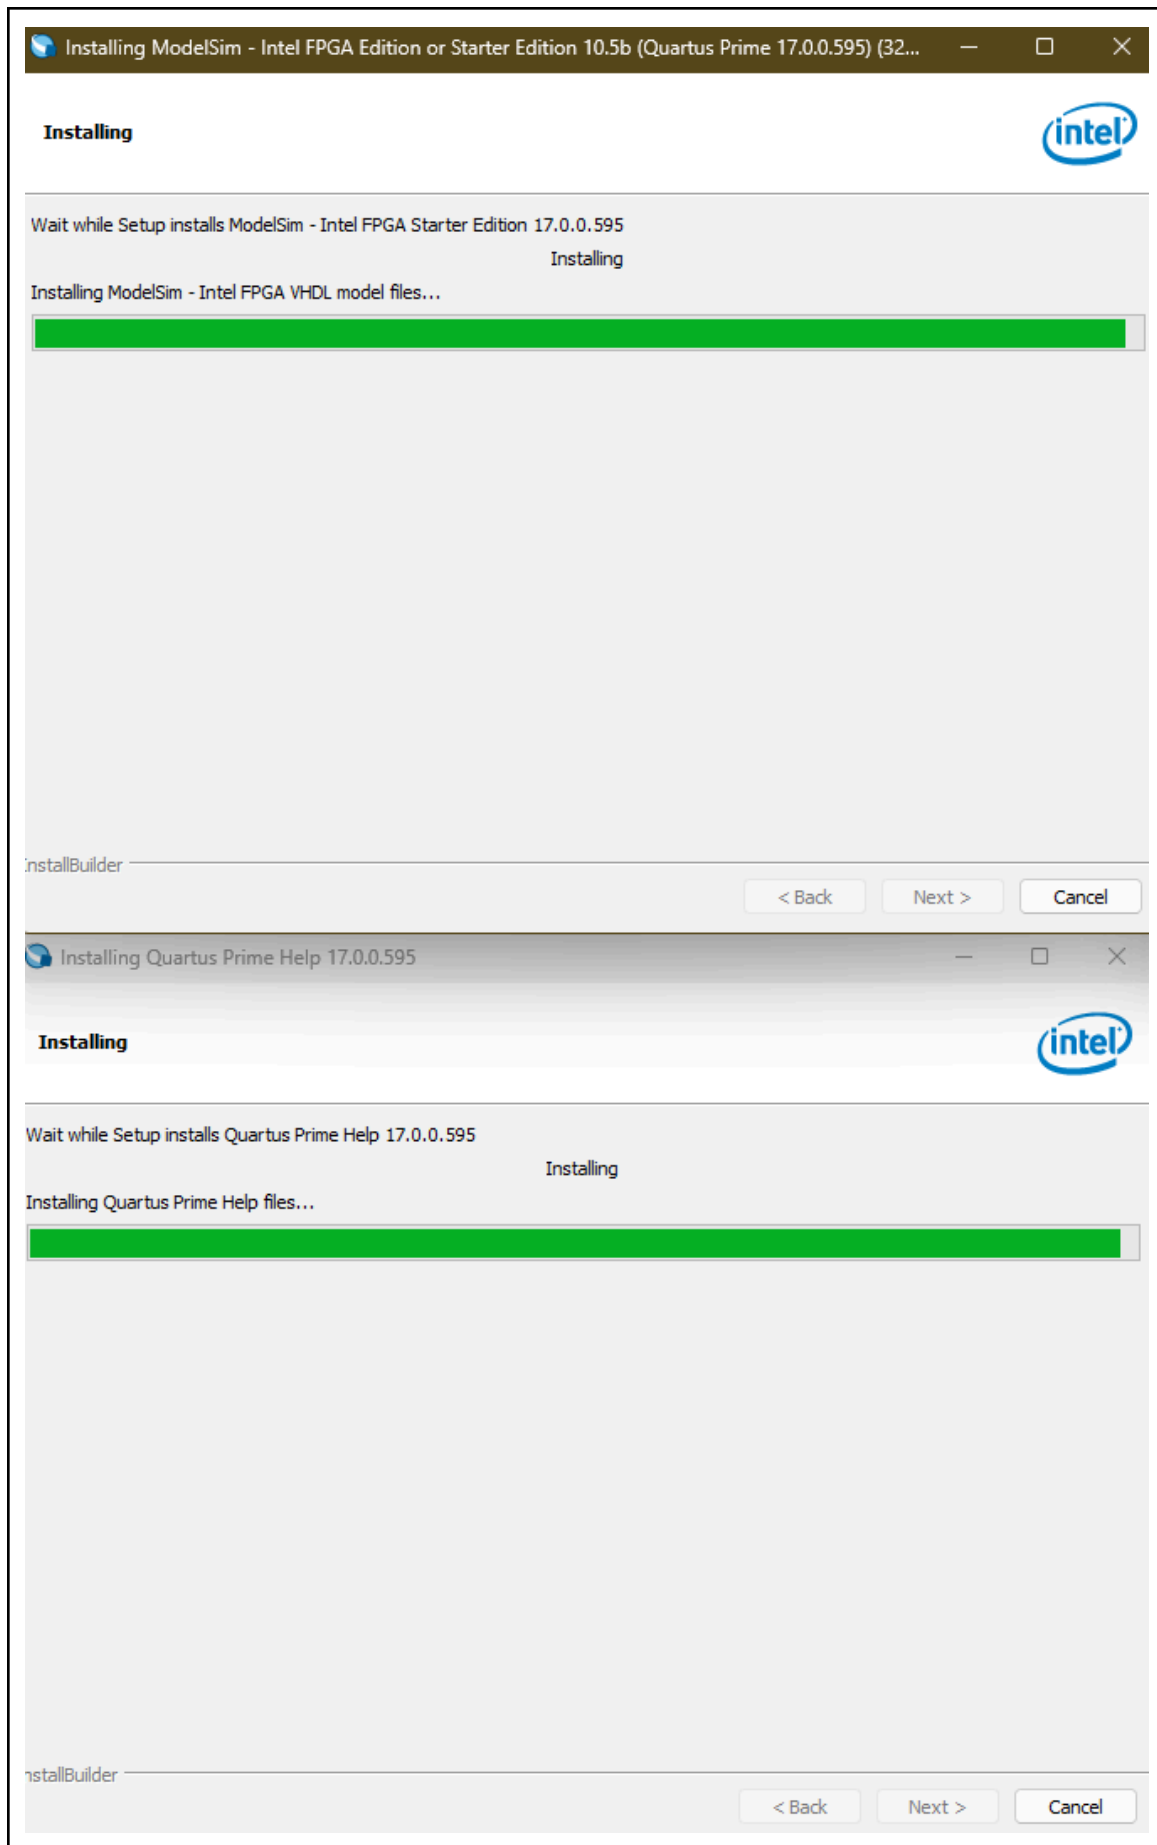 Installing ModelSim - Intel FPGA Edition or Starter Edition 10.5b (Quartus Prime 17.0.0.595) (32...
Installing
intel
Wait while Setup installs ModelSim - Intel FPGA Starter Edition 17.0.0.595
Installing
Installing ModelSim - Intel FPGA VHDL model files...
InstallBuilder
< Back Next > Cancel
Installing Quartus Prime Help 17.0.0.595
Installing
intel
Wait while Setup installs Quartus Prime Help 17.0.0.595
Installing
Installing Quartus Prime Help files...
nstallBuilder
< Back Next > Cancel